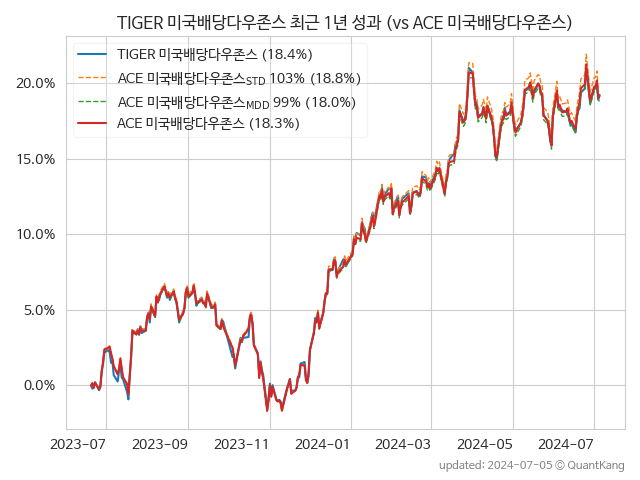 TIGER 미국배당다우존스 최근 1년 성과 (vs ACE 미국배당다우존스)
TIGER 미국배당다우존스 (18.4%)
ACE 미국배당다우존스STD 103% (18.8%)
ACE 미국배당다우존스MDD 99% (18.0%)
ACE 미국배당다우존스 (18.3%)
20.0%
15.0%
10.0%
5.0%
0.0%
2023-07 2023-09 2023-11 2024-01 2024-03 2024-05 2024-07
updated: 2024-07-05 © QuantKang